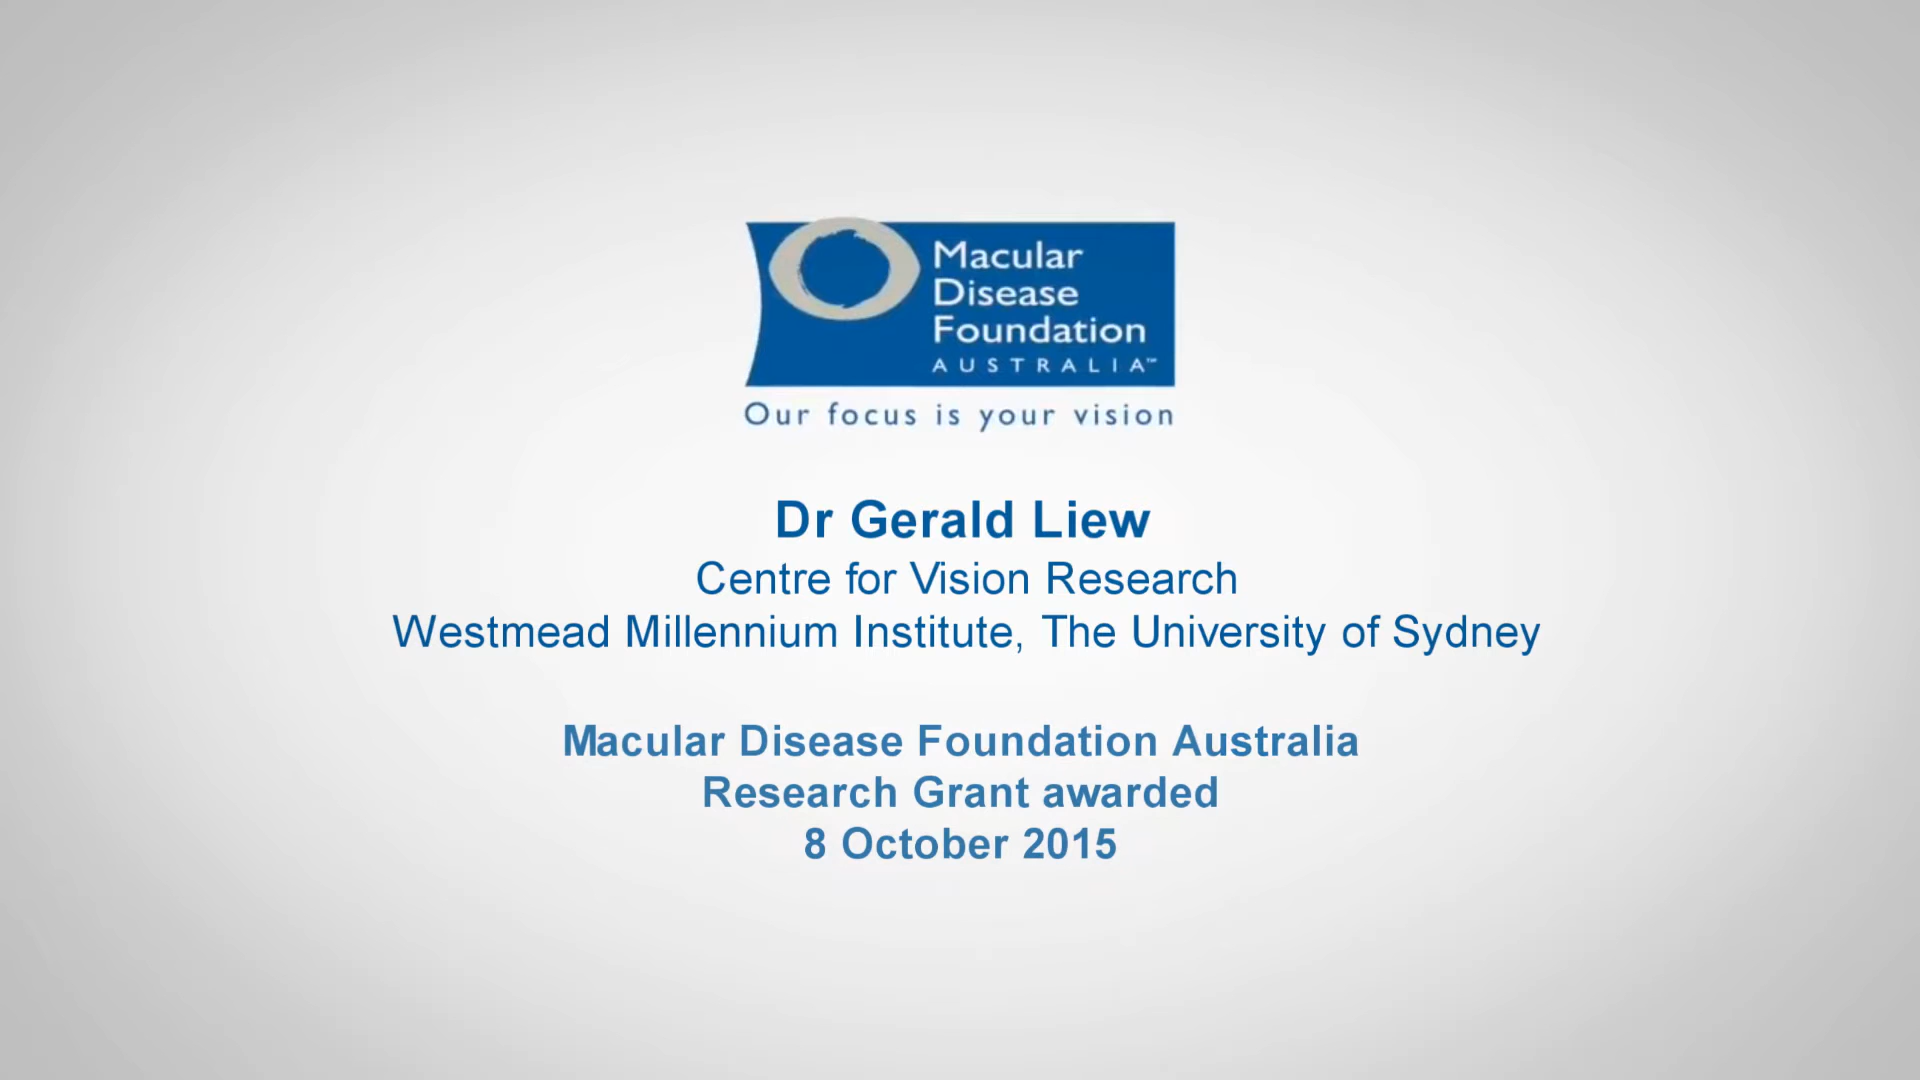 Macular
Disease
Foundation
AUSTRALIA™
Our focus is your vision
Dr Gerald Liew
Centre for Vision Research
Westmead Millennium Institute, The University of Sydney
Macular Disease Foundation Australia
Research Grant awarded
8 October 2015